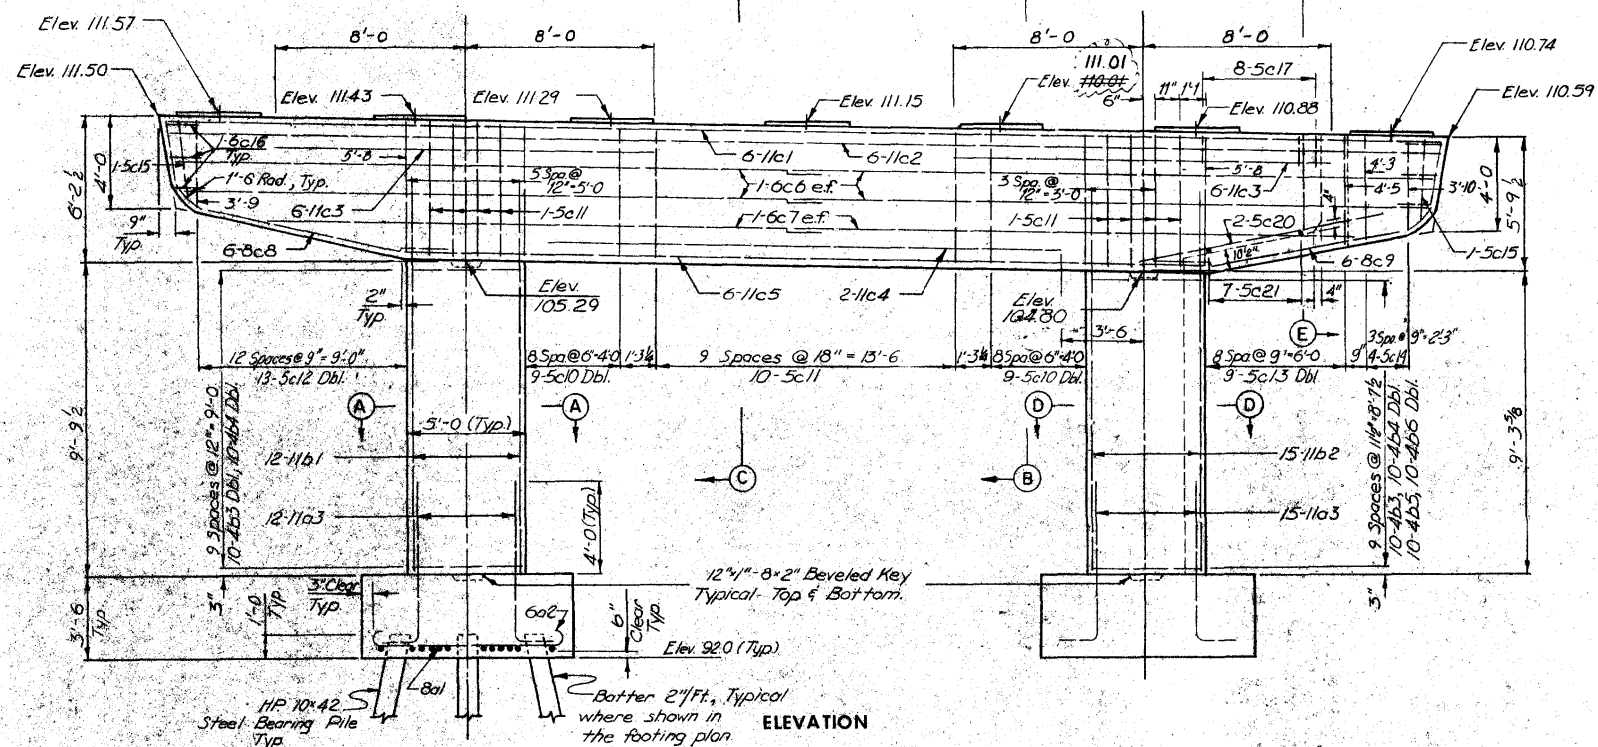 Elev. 111.57
8'-0
8'-0
8'-0
8'-0
Elev. 110.74
Elev. 111.50
111.01
Elev. 110.01
8-5c17
Elev. 110.59
Elev. 111.43
Elev. 111.29
Elev. 111.15
6"
11"
1'-1
Elev. 110.88
6'-2½
4'-0
1-6c16
Typ.
1-5c15
5'-8
1'-6 Rad., Typ.
3'-9
6-11c3
5 Spa @
12"=5'-0
1-5c11
6-11c1
6-11c2
1-6c6 e.f.
1-6c7 e.f.
3 Spa. @
12"=3'-0
1-5c11
5'-8
6-11c3
4'-3
4'-5
3'-10
4"
4'-0
5'-9½
2-5c20
10½"
9"
Typ.
6-8c8
6-8c9
1-5c15
2"
Typ.
Elev.
105.29
6-11c5
2-11c4
Elev.
104.80
7-5c21
4"
3'-6
E
12 Spaces @ 9" = 9'-0"
13-5c12 Dbl.
8 Spa @ 6"=4'-0
9-5c10 Dbl.
1'-3¼
9 Spaces @ 18" = 13'-6
10-5c11
1'-3¼
8 Spa @ 6"=4'-0
9-5c10 Dbl.
8 Spa @ 9"=6'-0
9-5c13 Dbl.
9"
3 Spa. @ 9"=2'-3"
4-5c14
A
A
D
D
5'-0 (Typ.)
9'-9½
9 Spaces @ 12" = 9'-0
10-4b3 Dbl, 10-4b4 Dbl.
12-11b1
C
B
15-11b2
9 Spaces @ 11½"=8'-7½
10-4b3, 10-4b4 Dbl.
10-4b5, 10-4b6 Dbl.
9'-3⅝
12-11a3
4'-0 (Typ.)
15-11a3
3'-6
Typ.
3"
1'-0
Typ.
3" Clear
Typ.
6a2
6"
Clear
Typ.
12"x1"-8x2" Beveled Key
Typical - Top & Bottom.
3"
Elev. 92.0 (Typ.)
8a1
HP 10x42
Steel Bearing Pile
Typ.
Batter 2"/Ft., Typical
where shown in
the footing plan.
ELEVATION